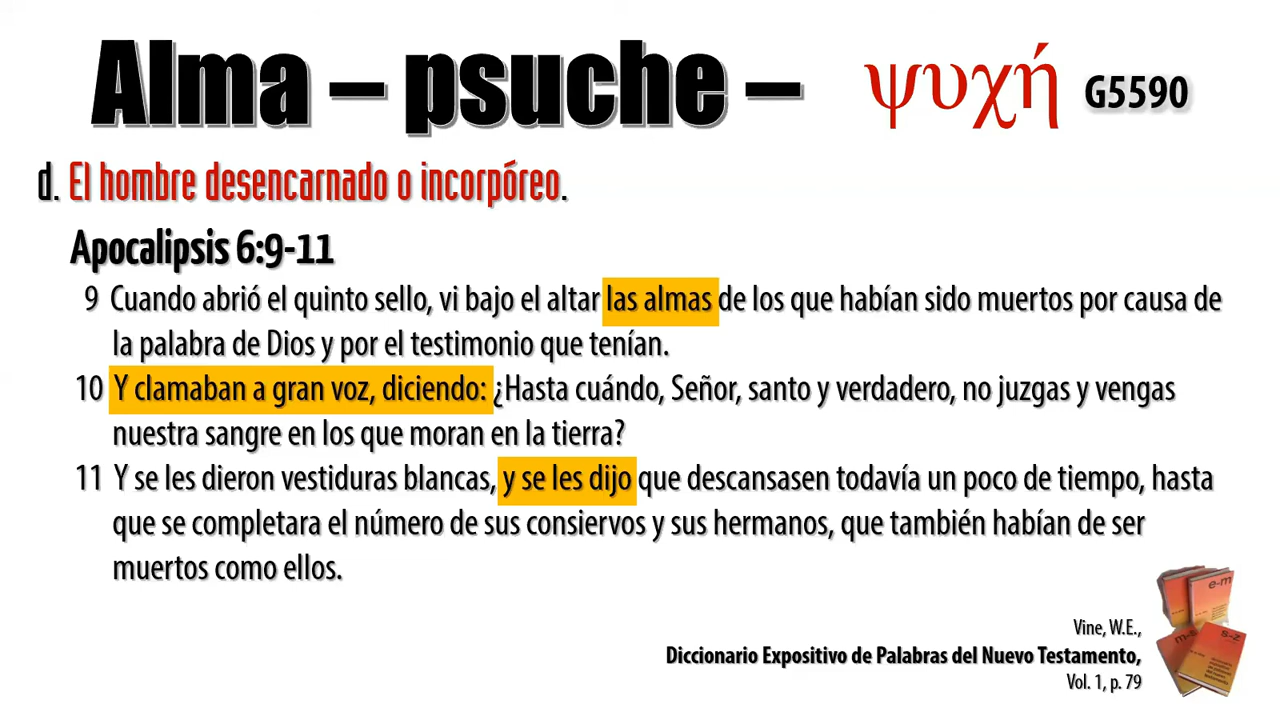 Alma – psuche – ψυχή G5590
d. El hombre desencarnado o incorpóreo.
Apocalipsis 6:9-11
9 Cuando abrió el quinto sello, vi bajo el altar las almas de los que habían sido muertos por causa de
la palabra de Dios y por el testimonio que tenían.
10 Y clamaban a gran voz, diciendo: ¿Hasta cuándo, Señor, santo y verdadero, no juzgas y vengas
nuestra sangre en los que moran en la tierra?
11 Y se les dieron vestiduras blancas, y se les dijo que descansasen todavía un poco de tiempo, hasta
que se completara el número de sus consiervos y sus hermanos, que también habían de ser
muertos como ellos.
e-m
s-z
Vine, W.E.,
Diccionario Expositivo de Palabras del Nuevo Testamento,
Vol. 1, p. 79